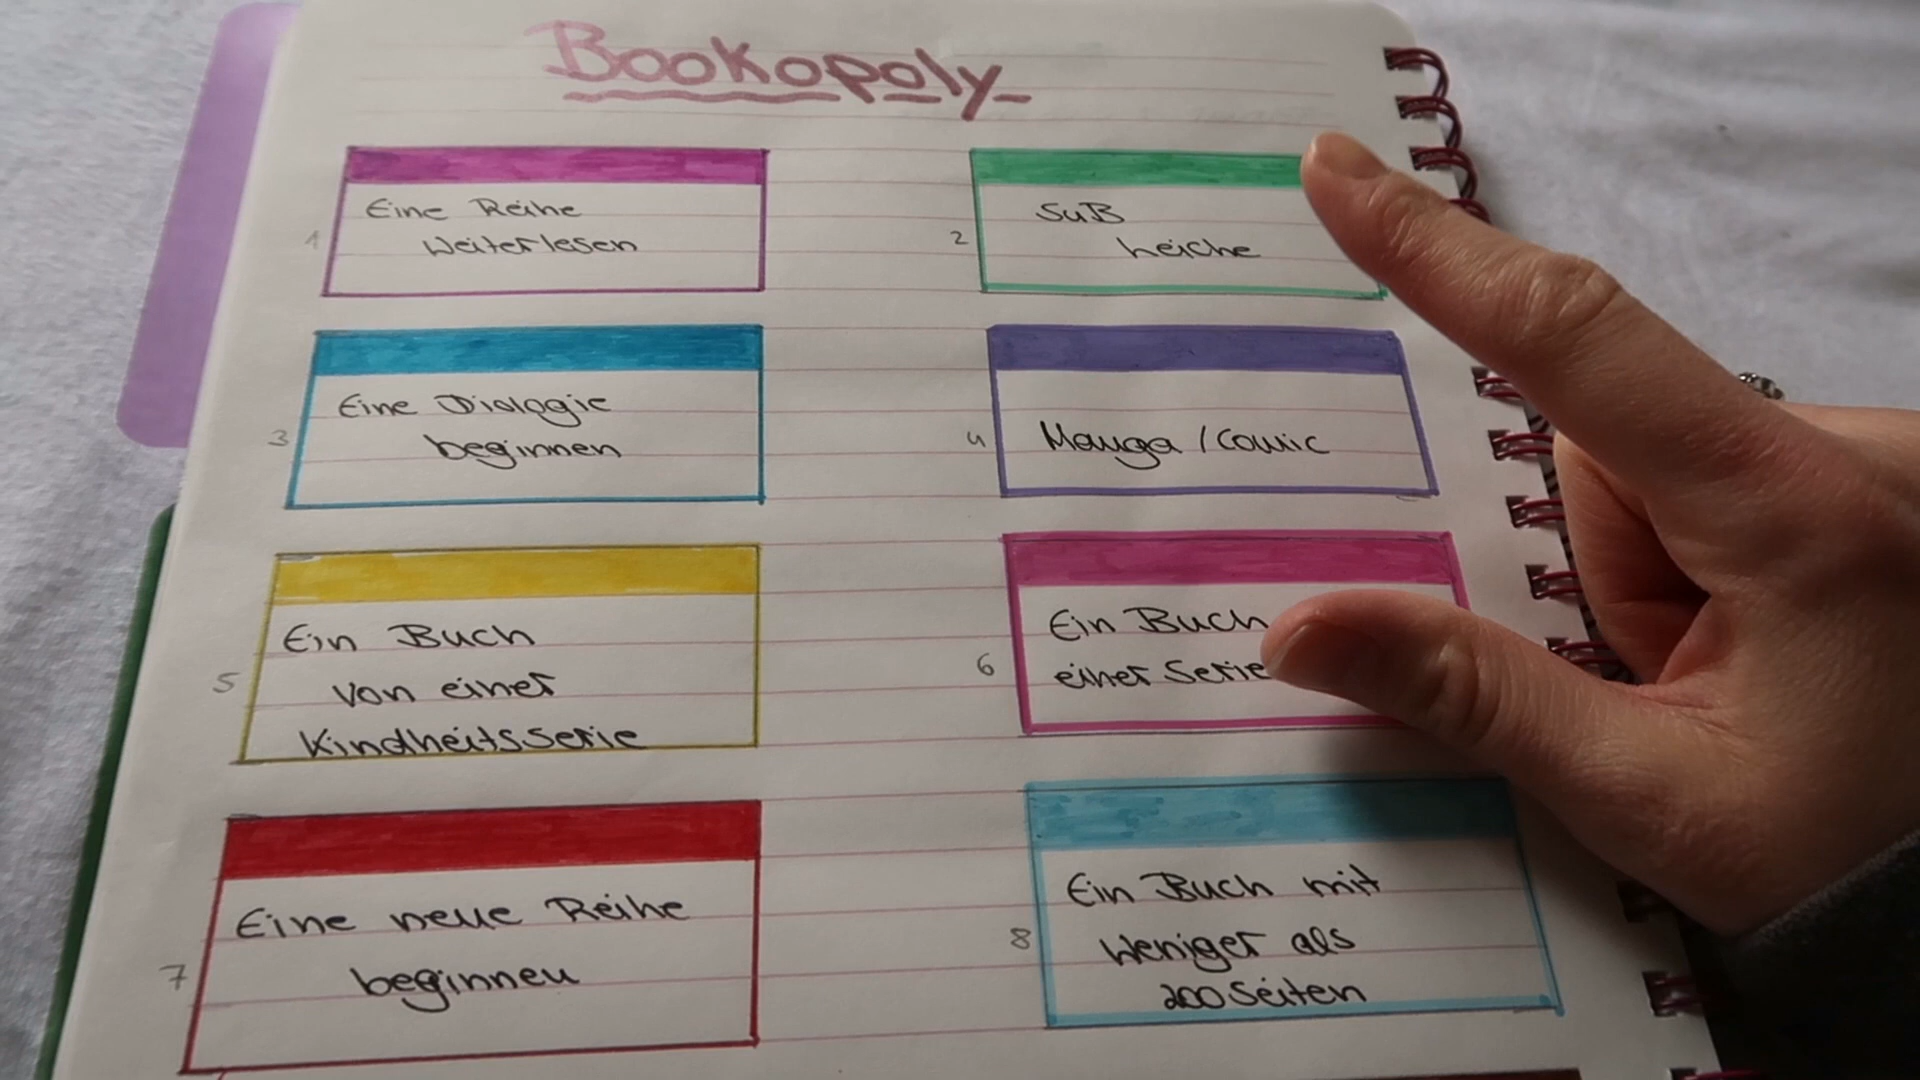 Bookopoly
1
Eine Reihe
weiterlesen
2
SuB
Leiche
3
Eine Diologie
beginnen
4
Manga / Comic
5
Ein Buch
von einer
Kindheitsserie
6
Ein Buch
einer Serie
7
Eine neue Reihe
beginnen
8
Ein Buch mit
weniger als
200 Seiten